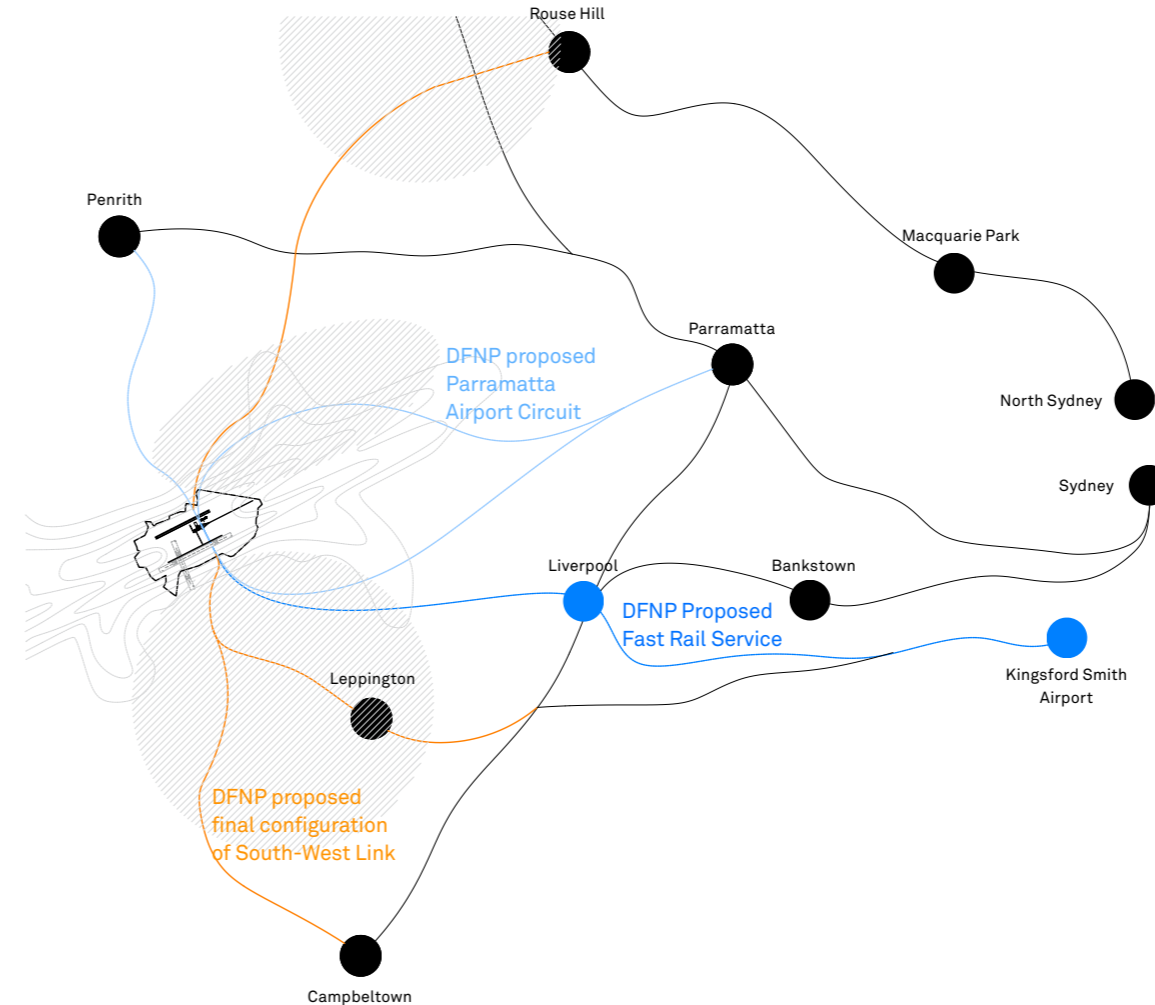 Rouse Hill
Penrith
Macquarie Park
Parramatta
DFNP proposed
Parramatta
Airport Circuit
North Sydney
Sydney
Liverpool
Bankstown
DFNP Proposed
Fast Rail Service
Kingsford Smith
Airport
Leppington
DFNP proposed
final configuration
of South-West Link
Campbeltown